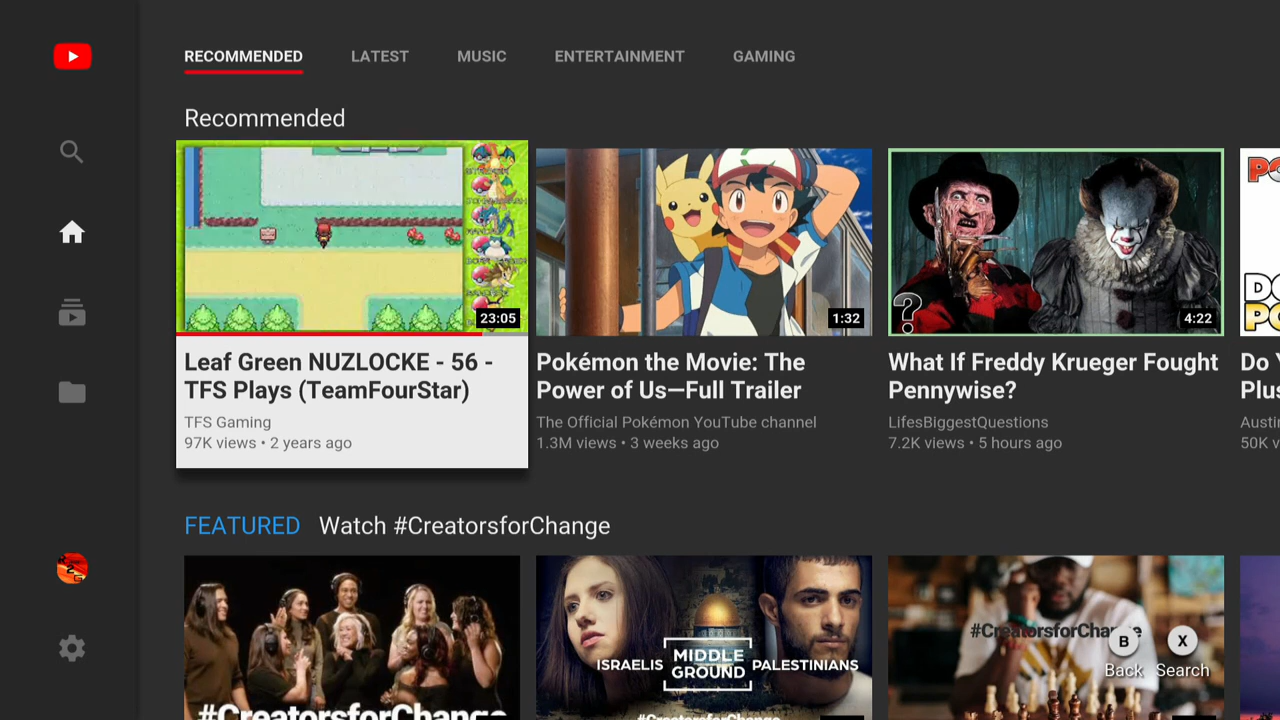 RECOMMENDED LATEST MUSIC ENTERTAINMENT GAMING
Recommended
23:05
1:32
?
4:22
Leaf Green NUZLOCKE - 56 -
TFS Plays (TeamFourStar)
TFS Gaming
97K views • 2 years ago
Pokémon the Movie: The
Power of Us—Full Trailer
The Official Pokémon YouTube channel
1.3M views • 3 weeks ago
What If Freddy Krueger Fought
Pennywise?
LifesBiggestQuestions
7.2K views • 5 hours ago
Do
Plus
Austi
50K v
FEATURED Watch #CreatorsforChange
#CreatorsforChange
ISRAELIS MIDDLE GROUND PALESTINIANS
#CreatorsforChange
#CreatorsforChange
B X
Back Search